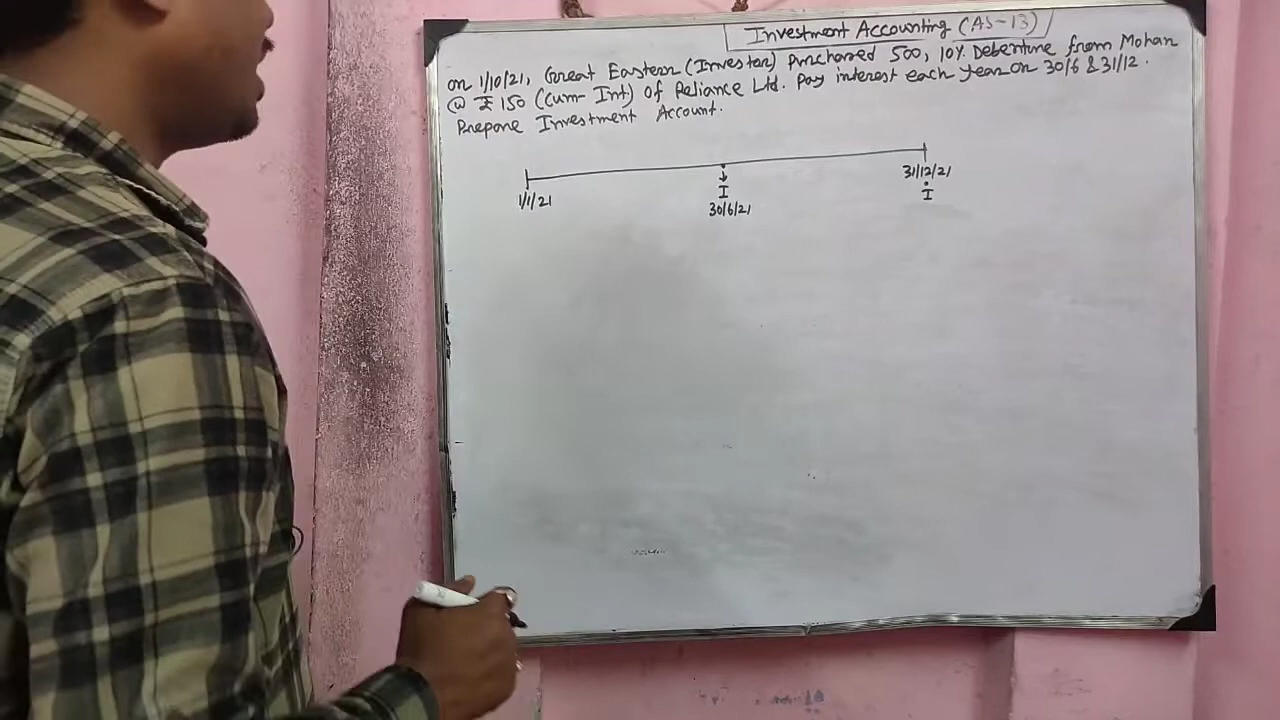 Investment Accounting (AS-13)
on 1/10/21, Great Eastern (Investor) Purchased 500, 10% Debenture from Mohan
@ ₹ 150 (Cum-Int) of Reliance Ltd. Pay interest each year on 30/6 & 31/12.
Prepare Investment Account.
1/1/21
I
30/6/21
31/12/21
I